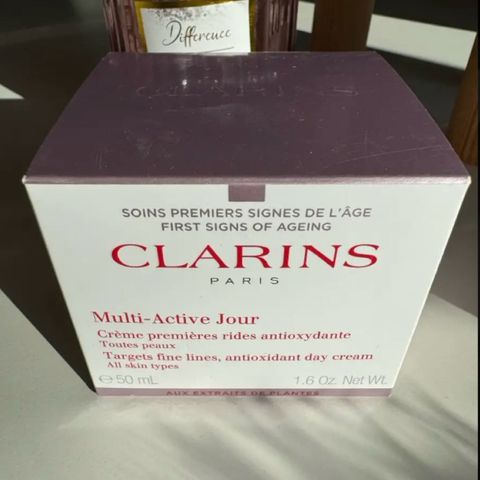 Difference
CLARINS
SOINS PREMIERS SIGNES DE L'ÂGE
FIRST SIGNS OF AGEING
CLARINS
PARIS
Multi-Active Jour
Crème premières rides antioxydante
Toutes peaux
Targets fine lines, antioxidant day cream
All skin types
℮50 mL 1.6 Oz. Net Wt.
AUX EXTRAITS DE PLANTES